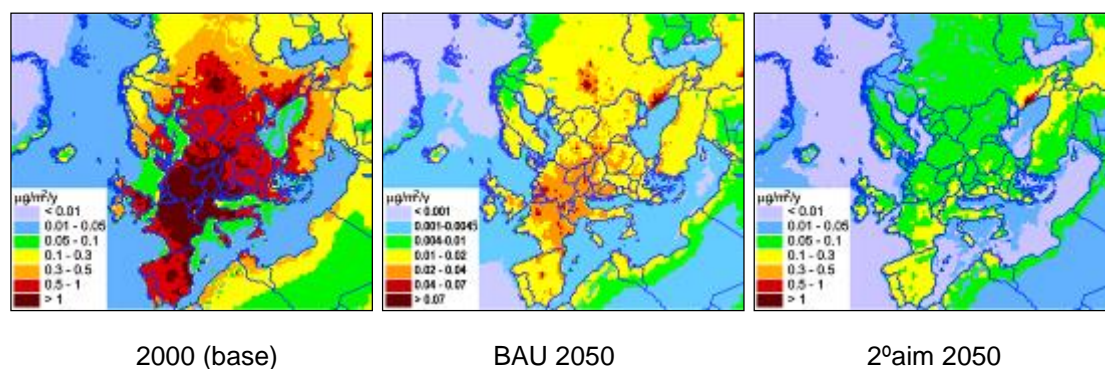 µg/m²/y
< 0.01
0.01 - 0.05
0.05 - 0.1
0.1 - 0.3
0.3 - 0.5
0.5 - 1
> 1
µg/m²/y
< 0.001
0.001-0.0045
0.004-0.01
0.01 - 0.02
0.02 - 0.04
0.04 - 0.07
> 0.07
µg/m²/y
< 0.01
0.01 - 0.05
0.05 - 0.1
0.1 - 0.3
0.3 - 0.5
0.5 - 1
> 1
2000 (base)
BAU 2050
2ºaim 2050